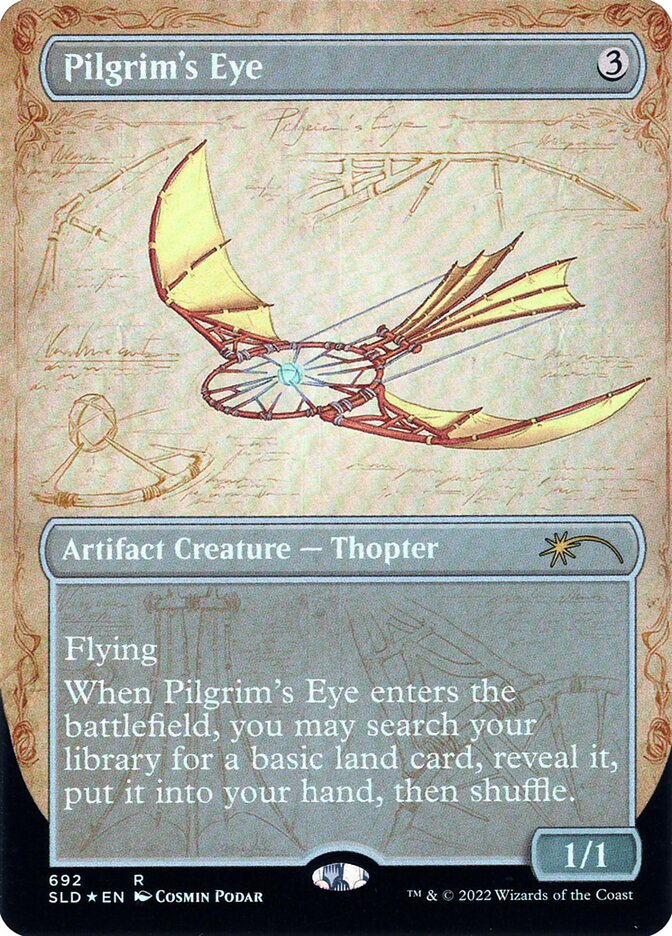 Pilgrim's Eye
3
Pilgrim's Eye
Artifact Creature — Thopter
Flying
When Pilgrim's Eye enters the
battlefield, you may search your
library for a basic land card, reveal it,
put it into your hand, then shuffle.
1/1
692 R
SLD ★ EN Cosmin Podar
™ & © 2022 Wizards of the Coast